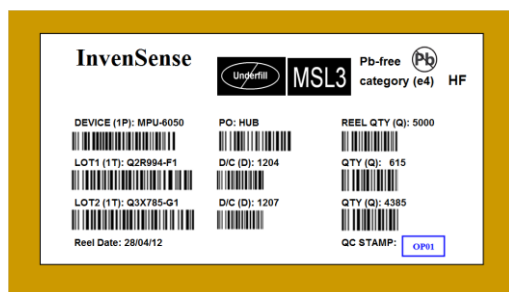 InvenSense
Underfill
MSL3
Pb-free Pb
category (e4) HF
DEVICE (1P): MPU-6050 PO: HUB REEL QTY (Q): 5000
LOT1 (1T): Q2R994-F1 D/C (D): 1204 QTY (Q): 615
LOT2 (1T): Q3X785-G1 D/C (D): 1207 QTY (Q): 4385
Reel Date: 28/04/12 QC STAMP: OP01